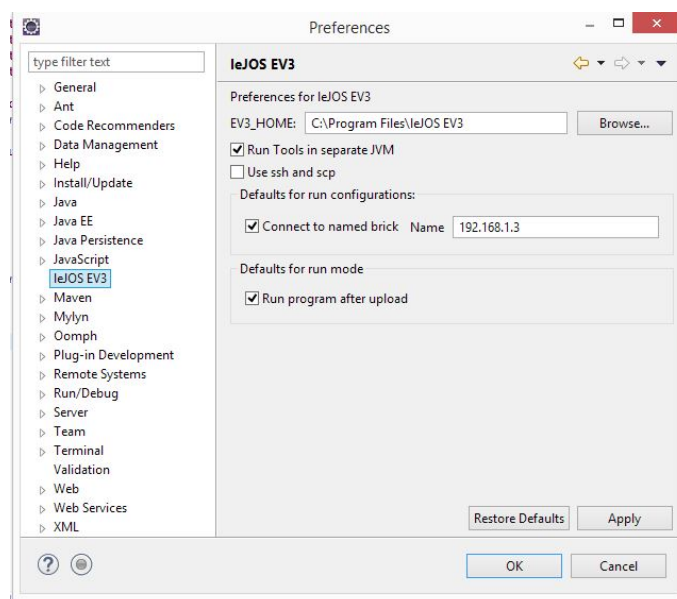 Preferences
type filter text
General
Ant
Code Recommenders
Data Management
Help
Install/Update
Java
Java EE
Java Persistence
JavaScript
leJOS EV3
Maven
Mylyn
Oomph
Plug-in Development
Remote Systems
Run/Debug
Server
Team
Terminal
Validation
Web
Web Services
XML
leJOS EV3
Preferences for leJOS EV3
EV3_HOME: C:\Program Files\leJOS EV3 Browse...
Run Tools in separate JVM
Use ssh and scp
Defaults for run configurations:
Connect to named brick Name 192.168.1.3
Defaults for run mode
Run program after upload
Restore Defaults Apply
OK Cancel